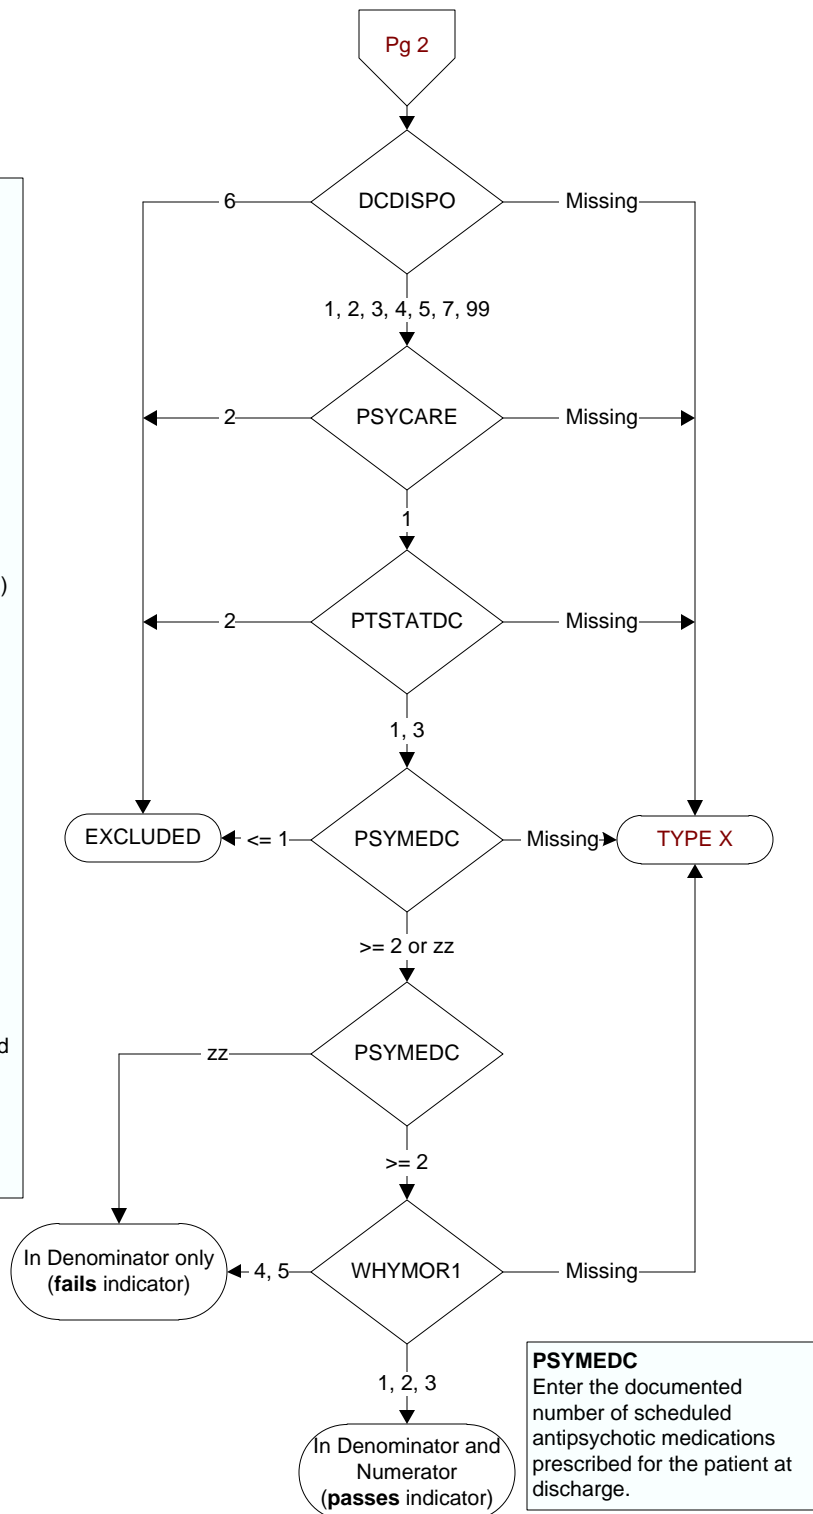 Pg 2
DCDISPO
6
Missing
1, 2, 3, 4, 5, 7, 99
PSYCARE
2
Missing
1
)
PTSTATDC
2
Missing
1, 3
EXCLUDED
<= 1
PSYMEDC
Missing
TYPE X
>= 2 or zz
d
PSYMEDC
zz
>= 2
In Denominator only
(fails indicator)
4, 5
WHYMOR1
Missing
1, 2, 3
In Denominator and
Numerator
(passes indicator)
PSYMEDC
Enter the documented
number of scheduled
antipsychotic medications
prescribed for the patient at
discharge.